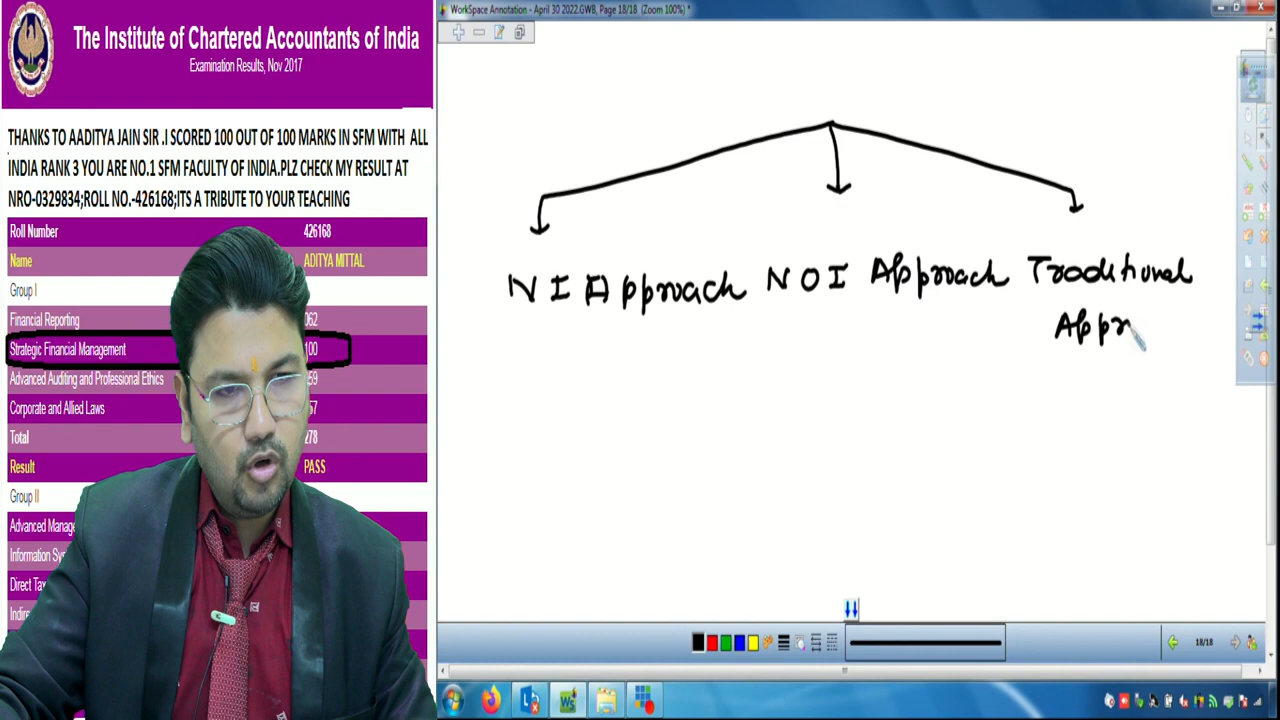 The Institute of Chartered Accountants of India
Examination Results, Nov 2017
THANKS TO AADITYA JAIN SIR .I SCORED 100 OUT OF 100 MARKS IN SFM WITH ALL
INDIA RANK 3 YOU ARE NO.1 SFM FACULTY OF INDIA.PLZ CHECK MY RESULT AT
NRO-0329834;ROLL NO.-426168;ITS A TRIBUTE TO YOUR TEACHING
Roll Number 426168
Name ADITYA MITTAL
Group I
Financial Reporting 062
Strategic Financial Management 100
Advanced Auditing and Professional Ethics 59
Corporate and Allied Laws 57
Total 278
Result PASS
Group II
Advanced Manage
Information Sys
Direct Tax
Indire
WorkSpace Annotation - April 30 2022.GWB, Page 18/18 (Zoom 100%) *
NI Approach NOI Approach Traditional
Appr
18/18